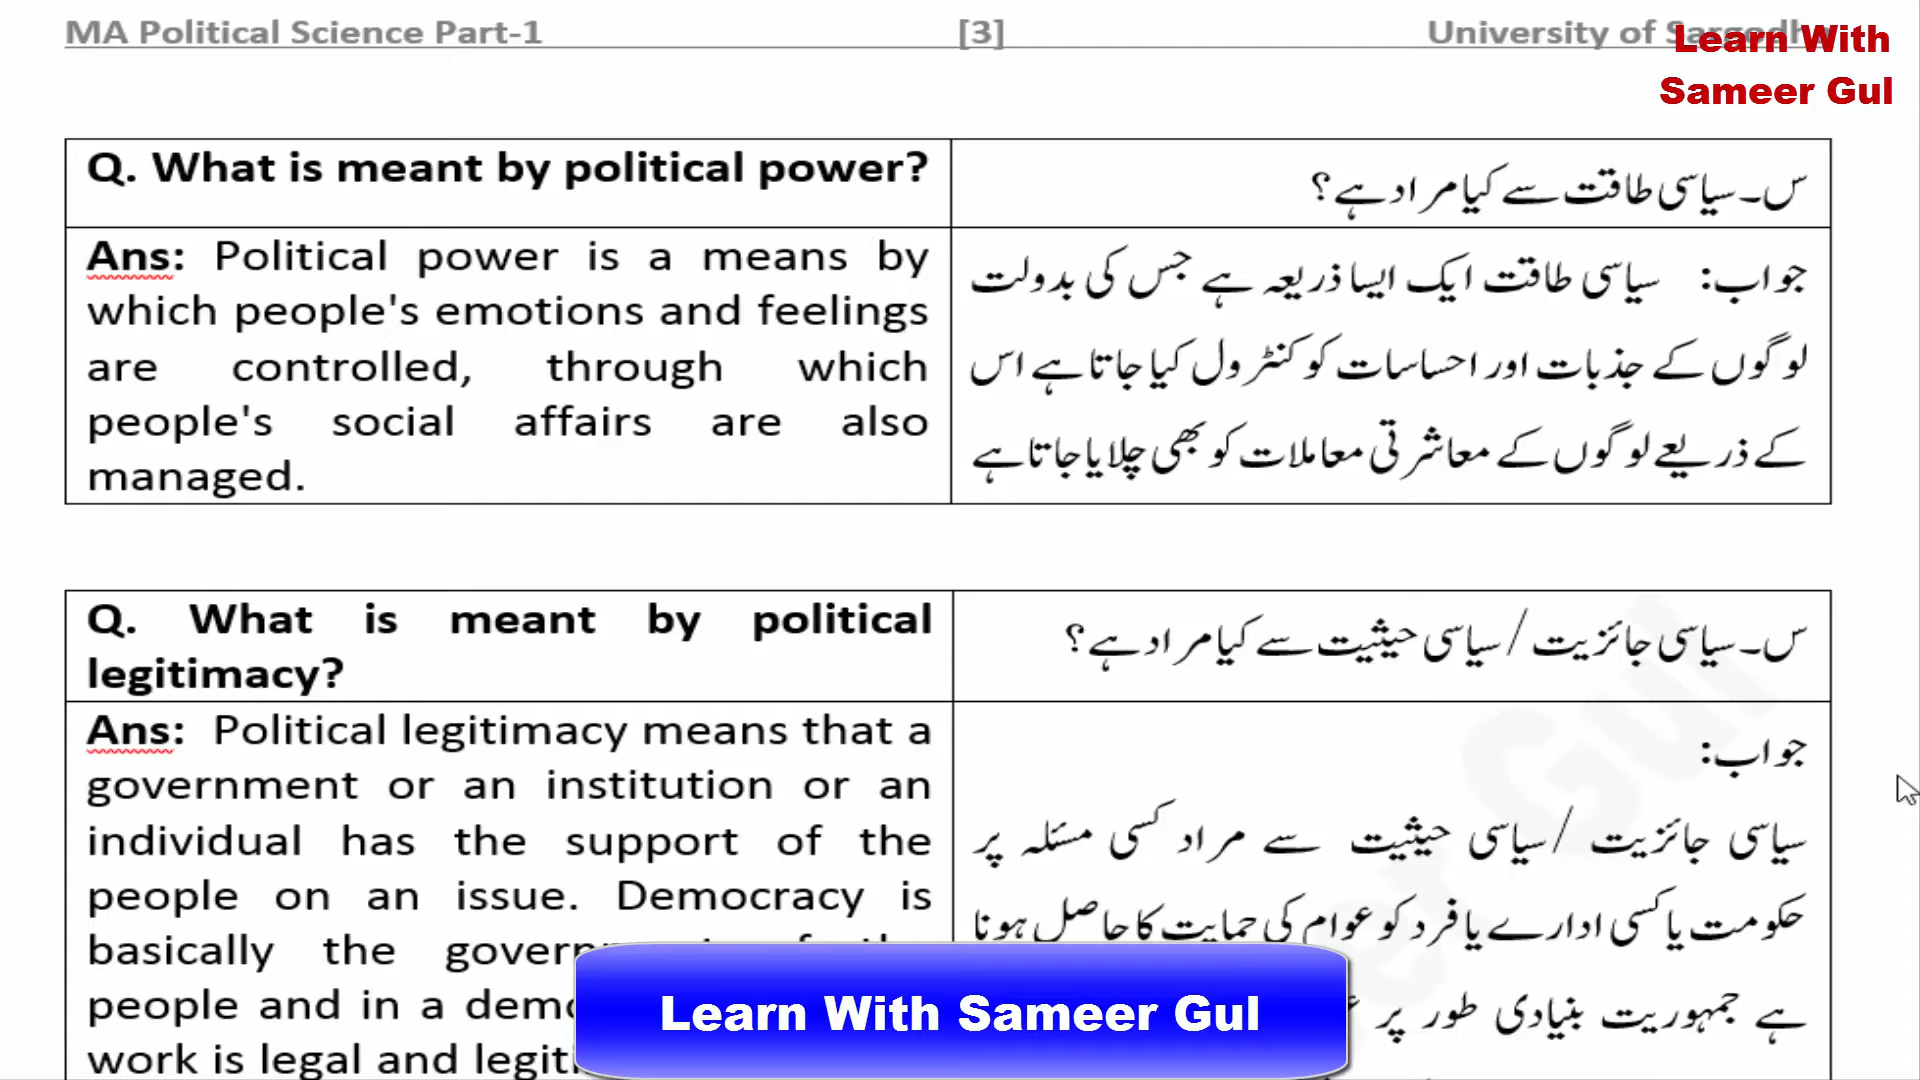 MA Political Science Part-1
[3]
University of
Learn With
Sameer Gul
Q. What is meant by political power?
س۔ سیاسی طاقت سے کیا مراد ہے؟
Ans: Political power is a means by
which people's emotions and feelings
are controlled, through which
people's social affairs are also
managed.
جواب: سیاسی طاقت ایک ایسا ذریعہ ہے جس کی بدولت
لوگوں کے جذبات اور احساسات کو کنٹرول کیا جاتا ہے اس
کے ذریعے لوگوں کے معاشرتی معاملات کو بھی چلایا جاتا ہے
Q. What is meant by political
legitimacy?
س۔ سیاسی جائزیت / سیاسی حیثیت سے کیا مراد ہے؟
Ans: Political legitimacy means that a
government or an institution or an
individual has the support of the
people on an issue. Democracy is
basically the
people and in a
work is legal and
جواب:
سیاسی جائزیت / سیاسی حیثیت سے مراد کسی مسئلہ پر
حکومت یا کسی ادارے یا فرد کو عوام کی حمایت کا حاصل ہونا
ہے جمہوریت بنیادی طور پر
Learn With Sameer Gul